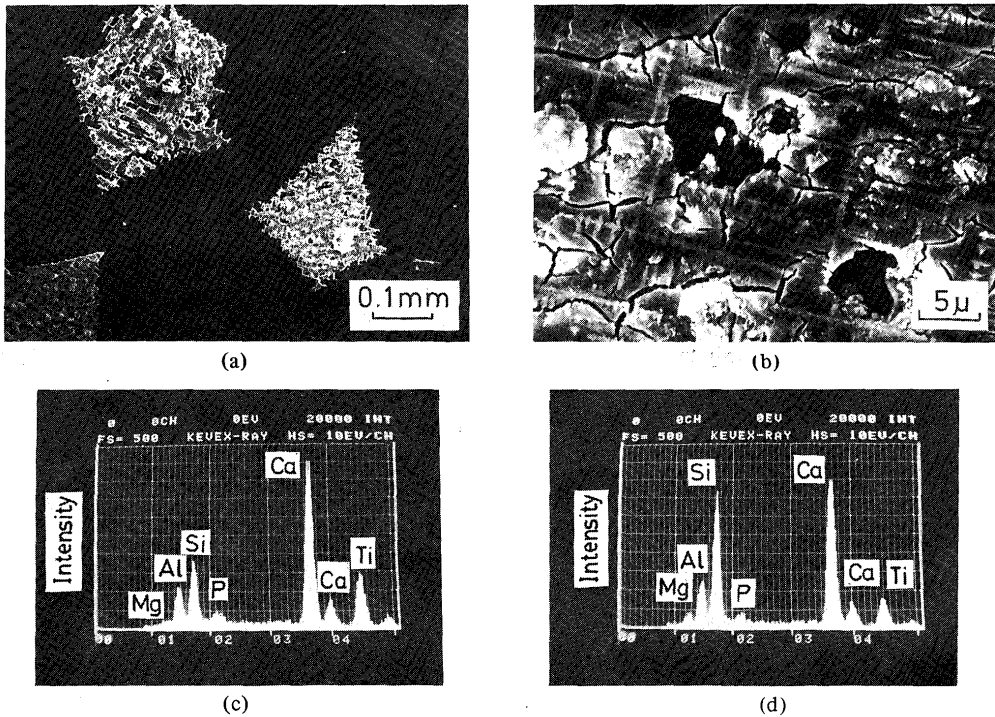 0.1mm
(a)
5μ
(b)
0 0CH 0EV 20000 INT
FS= 500 KEVEX-RAY HS= 10EV/CH
Intensity
Mg
Al
Si
P
Ca
Ca
Ti
00 01 02 03 04
(c)
0 0CH 0EV 20000 INT
FS= 500 KEVEX-RAY HS= 10EV/CH
Intensity
Mg
Al
Si
P
Ca
Ca
Ti
00 01 02 03 04
(d)